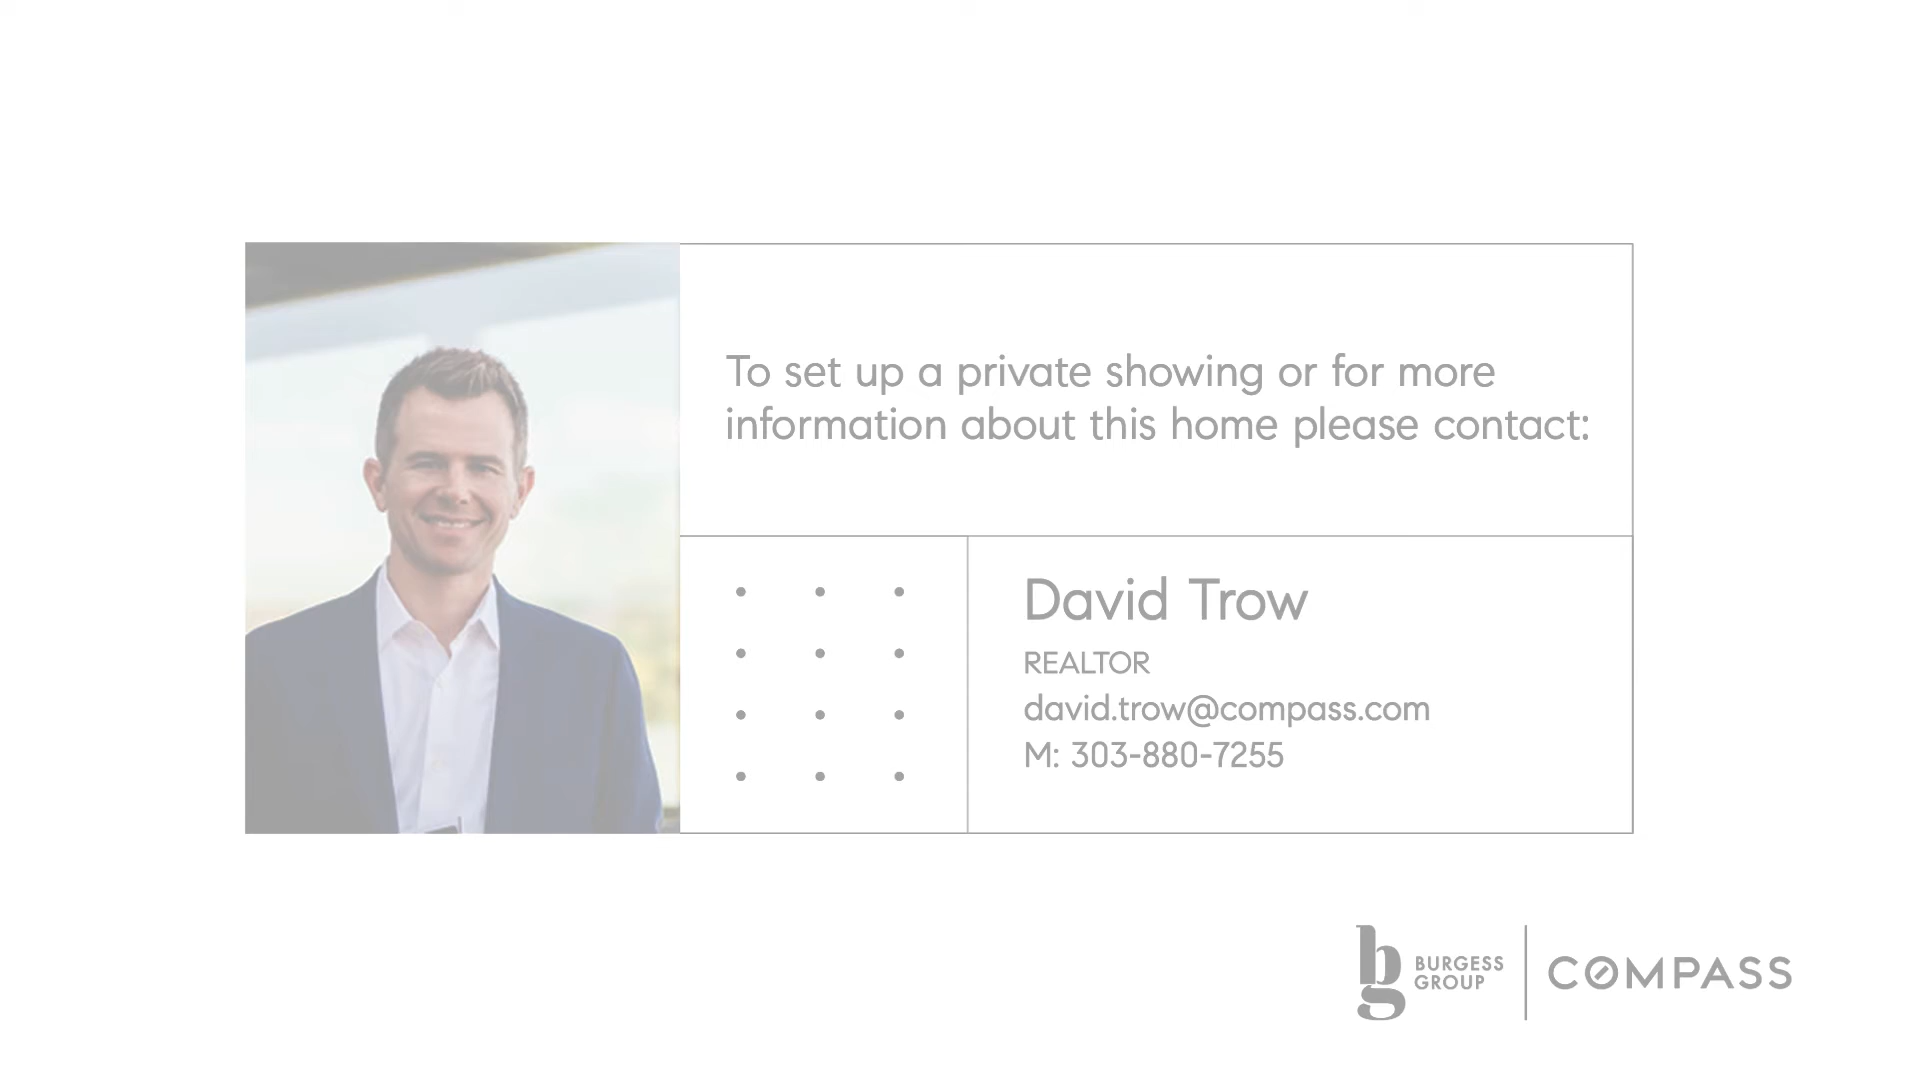 To set up a private showing or for more
information about this home please contact:
David Trow
REALTOR
david.trow@compass.com
M: 303-880-7255
bg
BURGESS
GROUP
COMPASS